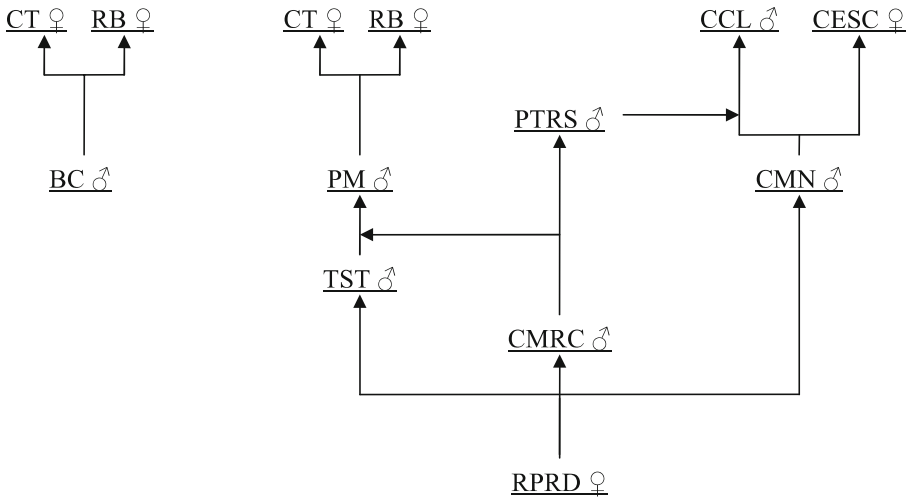 CT ♀ RB ♀ CT ♀ RB ♀ CCL ♂ CESC ♀
PTRS ♂
BC ♂ PM ♂ CMN ♂
TST ♂
CMRC ♂
RPRD ♀